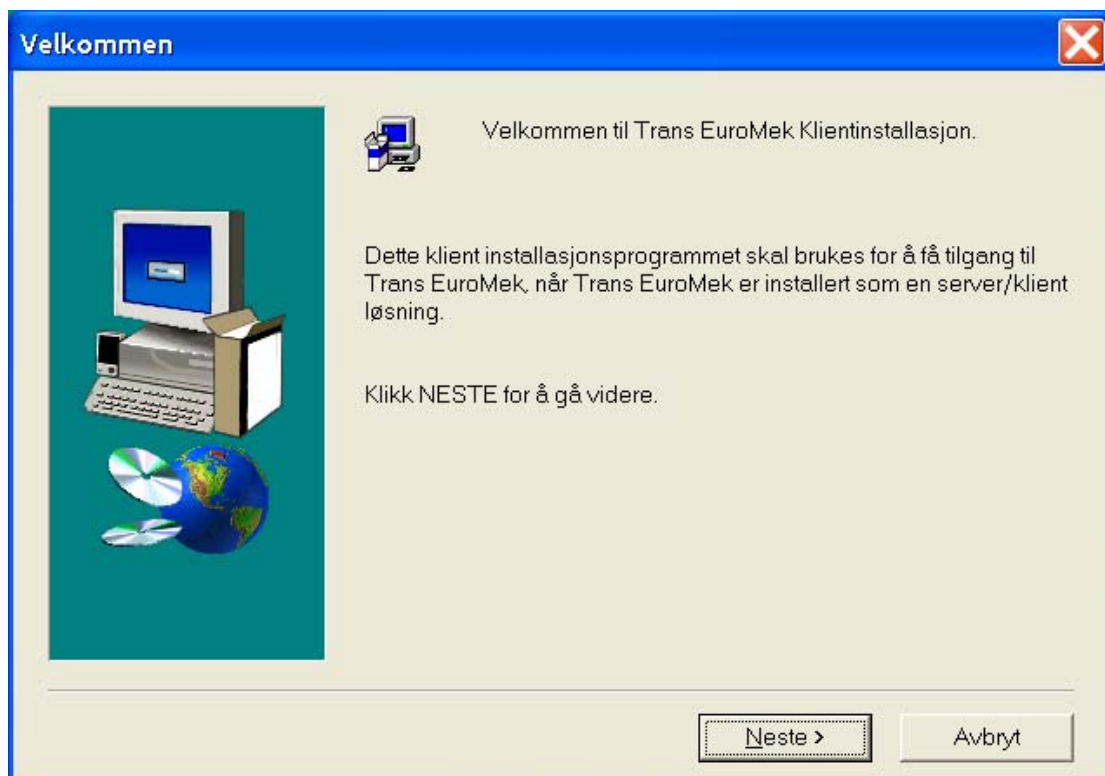 Velkommen
Velkommen til Trans EuroMek Klientinstallasjon.
Dette klient installasjonsprogrammet skal brukes for å få tilgang til
Trans EuroMek, når Trans EuroMek er installert som en server/klient
løsning.
Klikk NESTE for å gå videre.
Neste >
Avbryt